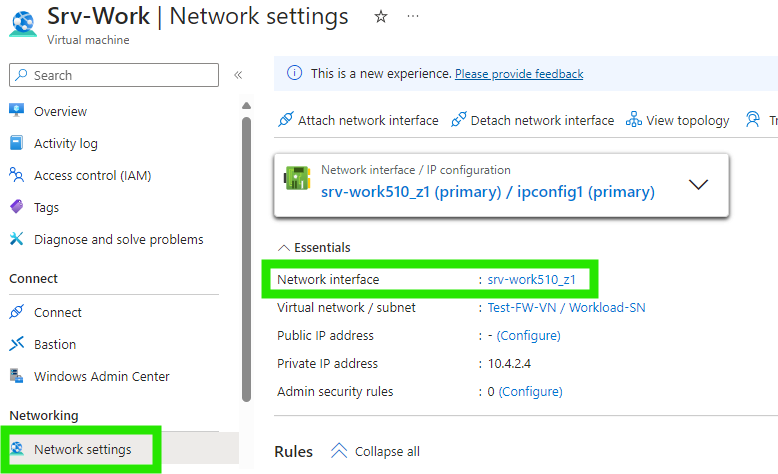 Srv-Work | Network settings
Virtual machine
Search
Overview
Activity log
Access control (IAM)
Tags
Diagnose and solve problems
Connect
Connect
Bastion
Windows Admin Center
Networking
Network settings
This is a new experience. Please provide feedback
Attach network interface Detach network interface View topology
Network interface / IP configuration
srv-work510_z1 (primary) / ipconfig1 (primary)
Essentials
Network interface : srv-work510_z1
Virtual network / subnet : Test-FW-VN / Workload-SN
Public IP address : - (Configure)
Private IP address : 10.4.2.4
Admin security rules : 0 (Configure)
Rules Collapse all